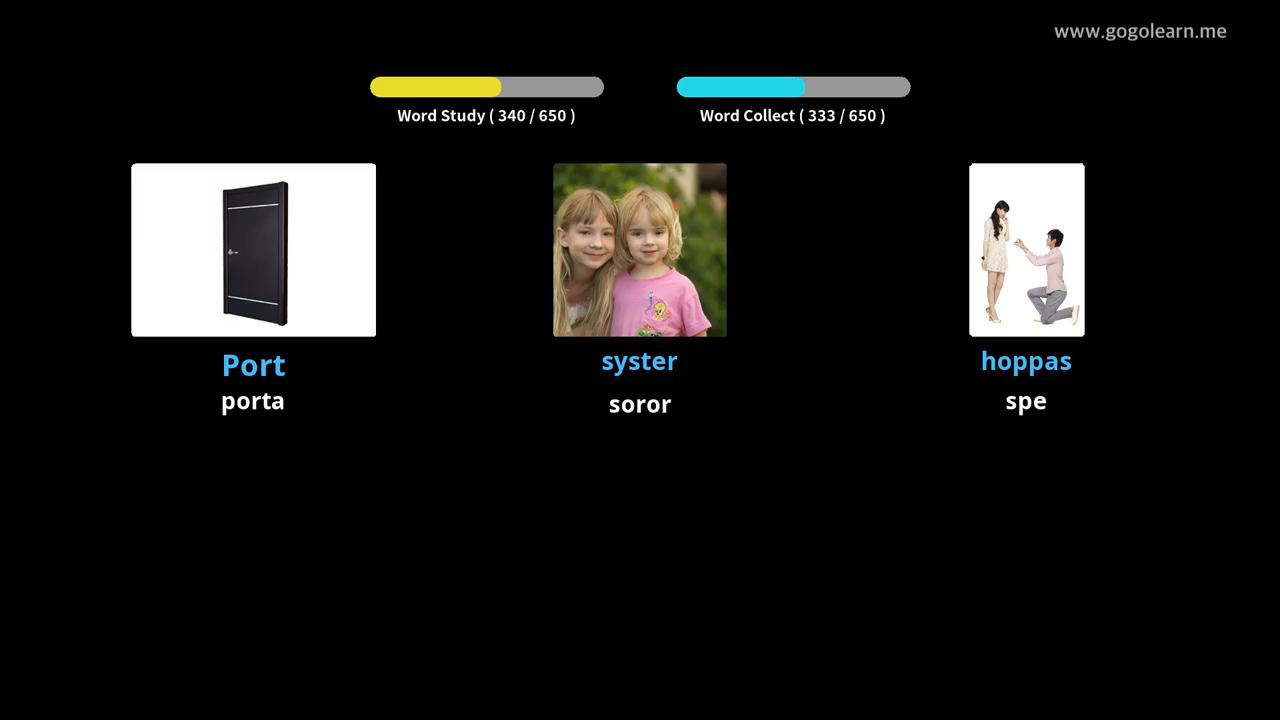 www.gogolearn.me
Word Study ( 340 / 650 )
Word Collect ( 333 / 650 )
Port
syster
hoppas
porta
soror
spe